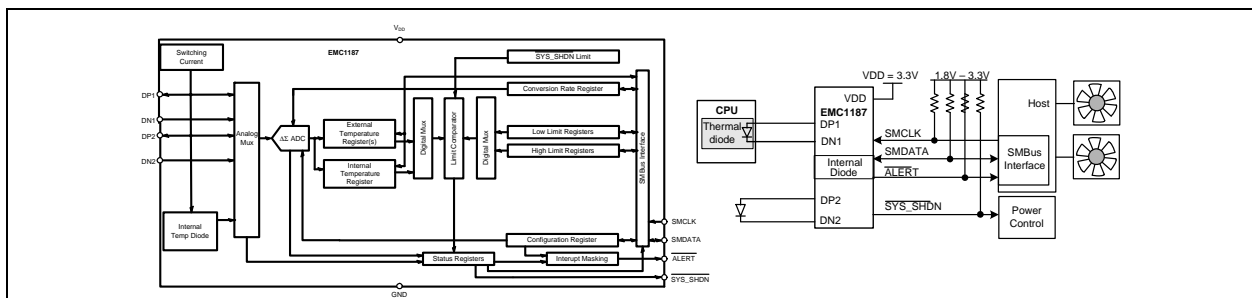 V_DD
EMC1187
Switching
Current
SYS_SHDN Limit
Conversion Rate Register
DP1
DN1
DP2
DN2
Analog
Mux
ΔΣ ADC
External
Temperature
Register(s)
Internal
Temperature
Register
Digital Mux
Limit Comparator
Digital Mux
Low Limit Registers
High Limit Registers
SMBus Interface
Internal
Temp Diode
Configuration Register
Status Registers
Interupt Masking
SMCLK
SMDATA
ALERT
SYS_SHDN
GND
VDD = 3.3V
1.8V – 3.3V
CPU
Thermal
diode
VDD
EMC1187
DP1
DN1
Internal
Diode
DP2
DN2
SMCLK
SMDATA
ALERT
SYS_SHDN
Host
SMBus
Interface
Power
Control